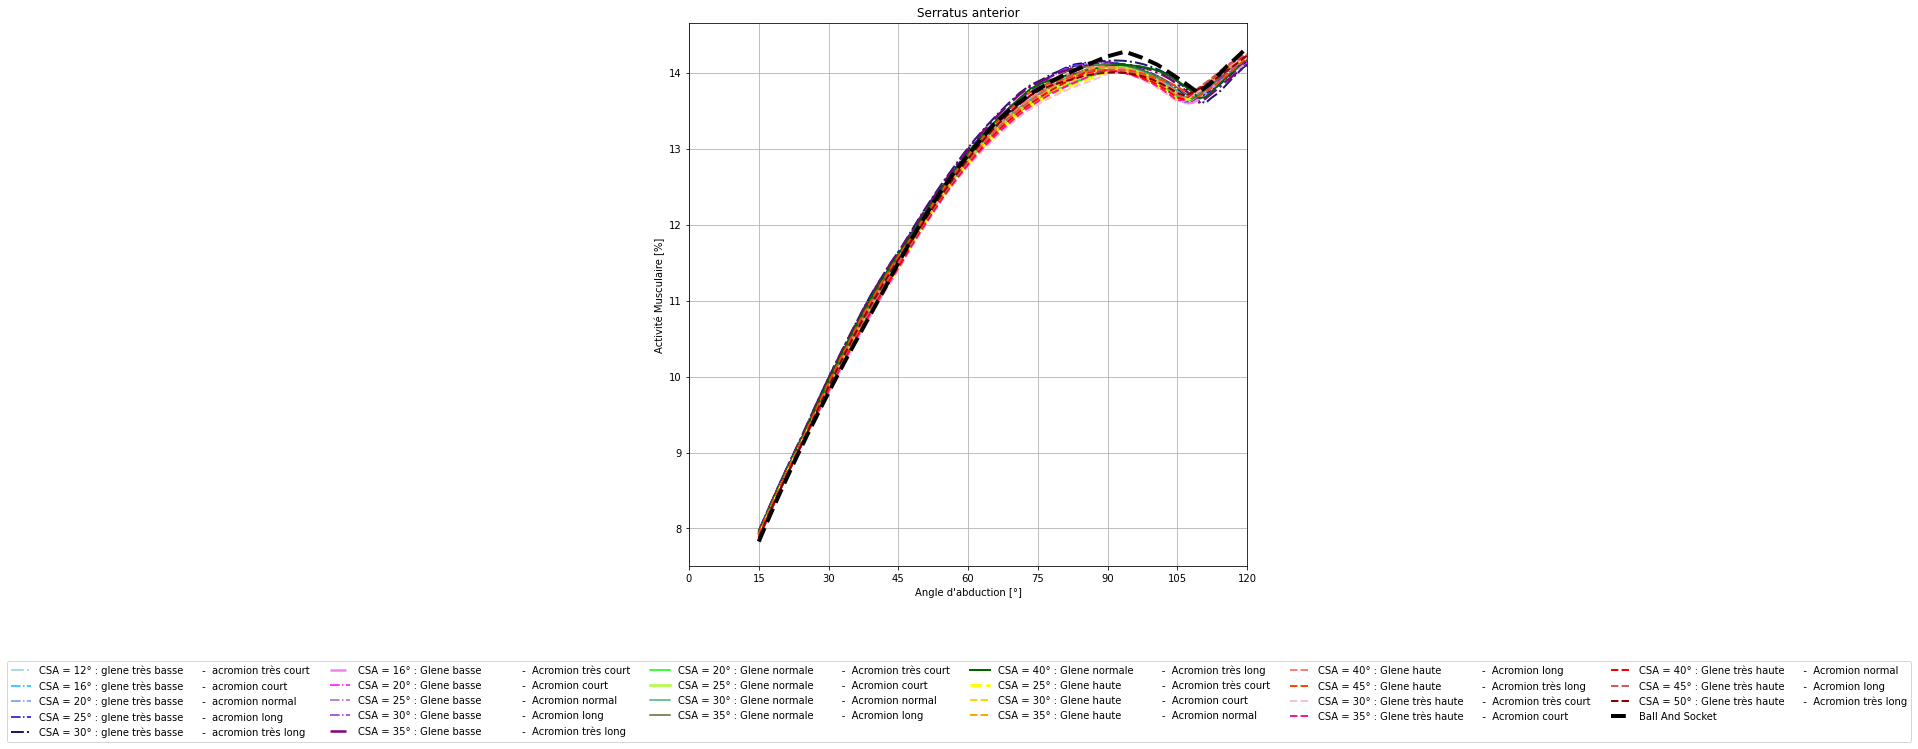 Serratus anterior
Activité Musculaire [%]
14
13
12
11
10
9
8
0 15 30 45 60 75 90 105 120
Angle d'abduction [°]
CSA = 12° : glene très basse - acromion très court
CSA = 16° : glene très basse - acromion court
CSA = 20° : glene très basse - acromion normal
CSA = 25° : glene très basse - acromion long
CSA = 30° : glene très basse - acromion très long
CSA = 16° : Glene basse - Acromion très court
CSA = 20° : Glene basse - Acromion court
CSA = 25° : Glene basse - Acromion normal
CSA = 30° : Glene basse - Acromion long
CSA = 35° : Glene basse - Acromion très long
CSA = 20° : Glene normale - Acromion très court
CSA = 25° : Glene normale - Acromion court
CSA = 30° : Glene normale - Acromion normal
CSA = 35° : Glene normale - Acromion long
CSA = 40° : Glene normale - Acromion très long
CSA = 25° : Glene haute - Acromion très court
CSA = 30° : Glene haute - Acromion court
CSA = 35° : Glene haute - Acromion normal
CSA = 40° : Glene haute - Acromion long
CSA = 45° : Glene haute - Acromion très long
CSA = 30° : Glene très haute - Acromion très court
CSA = 35° : Glene très haute - Acromion court
CSA = 40° : Glene très haute - Acromion normal
CSA = 45° : Glene très haute - Acromion long
CSA = 50° : Glene très haute - Acromion très long
Ball And Socket